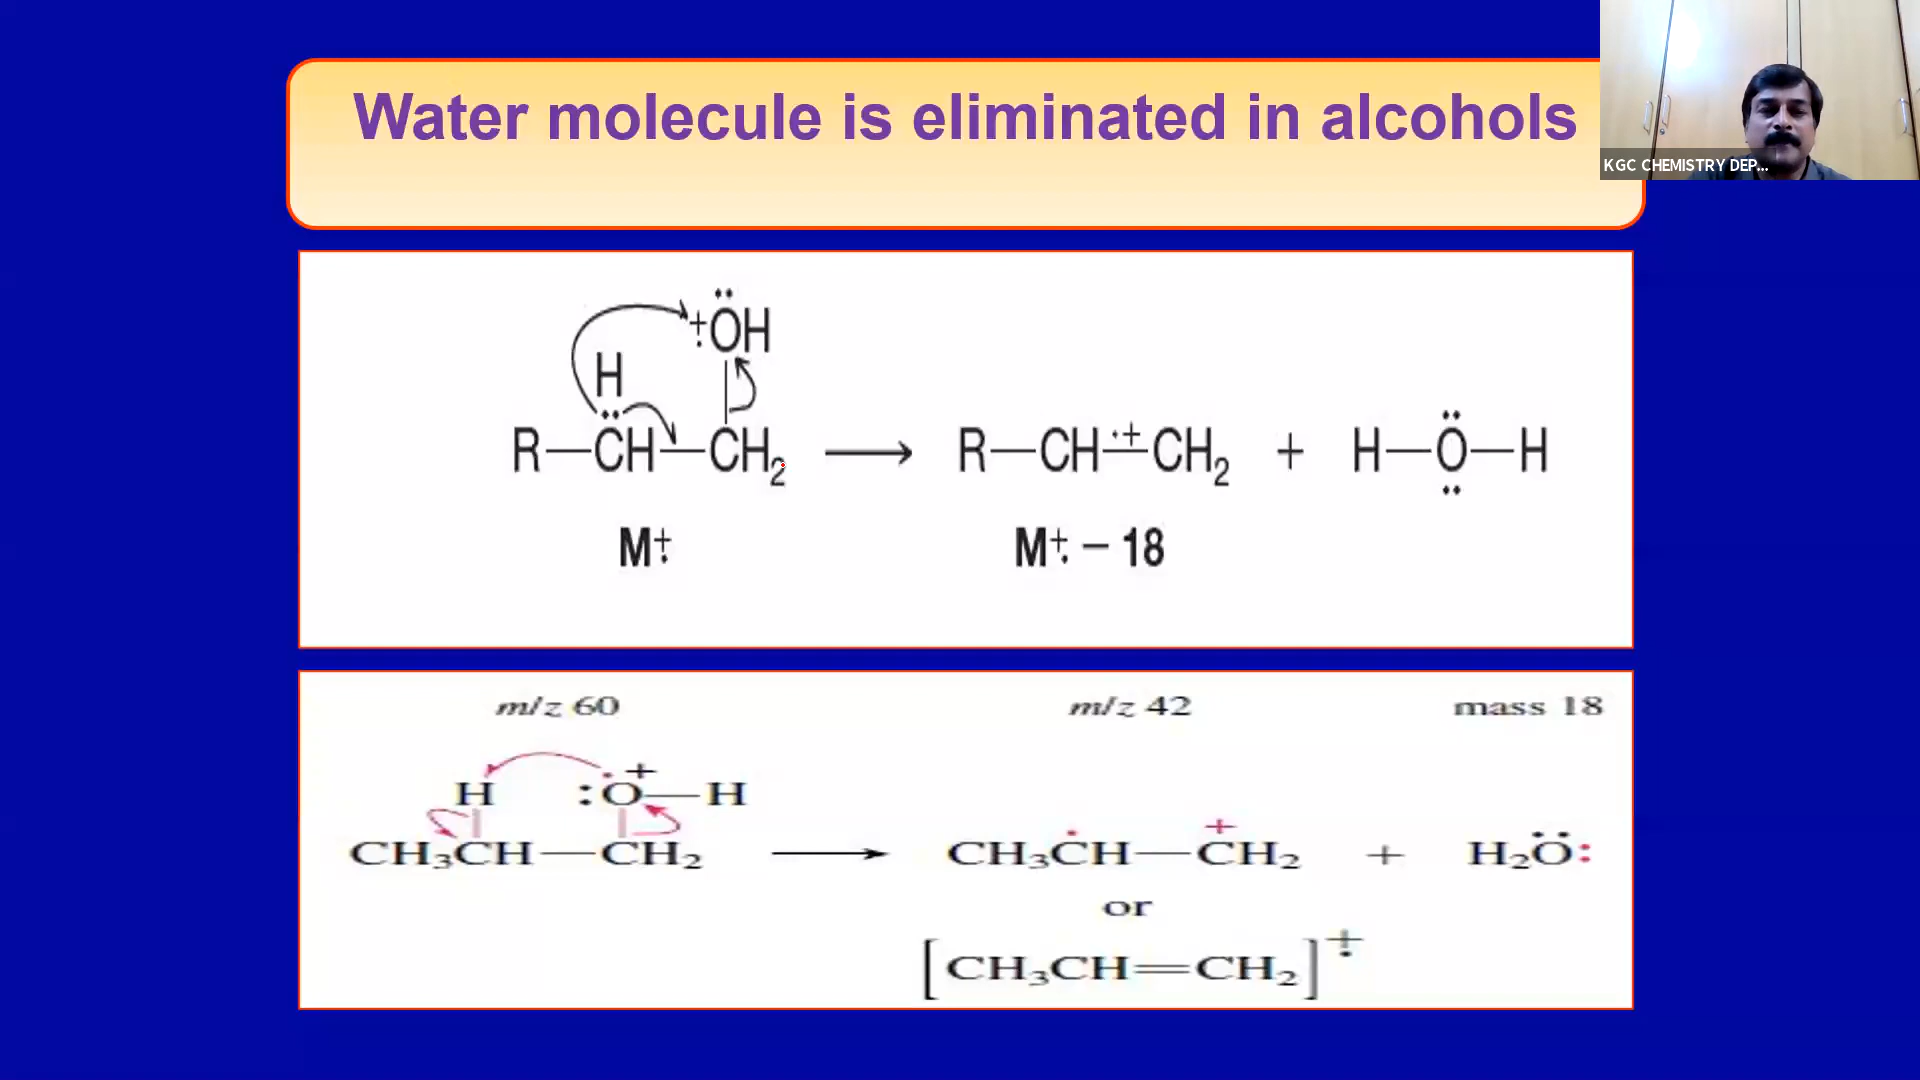 Water molecule is eliminated in alcohols
KGC CHEMISTRY DEP...
+. ÖH
H
R—CH—CH₂ ⟶ R—CH∸⁺CH₂ + H—Ö—H
M+. M+. – 18
m/z 60 m/z 42 mass 18
+
H :O—H
CH₃CH—CH₂ ⟶ CH₃ĊH—C⁺H₂ + H₂Ö:
or
[CH₃CH=CH₂]+.